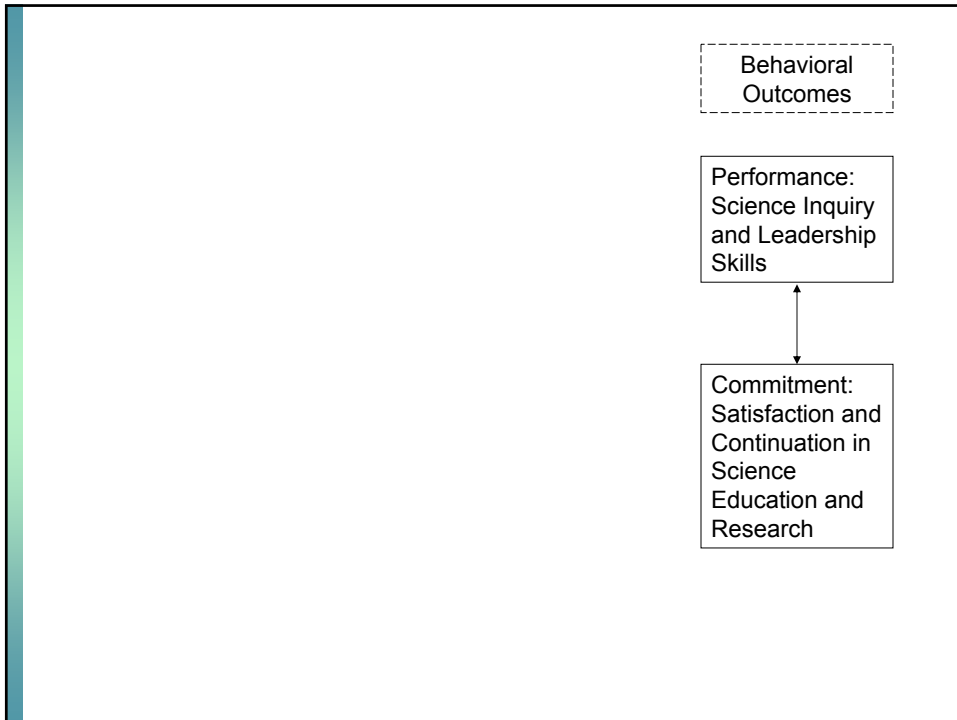 Behavioral
Outcomes
Performance:
Science Inquiry
and Leadership
Skills
Commitment:
Satisfaction and
Continuation in
Science
Education and
Research